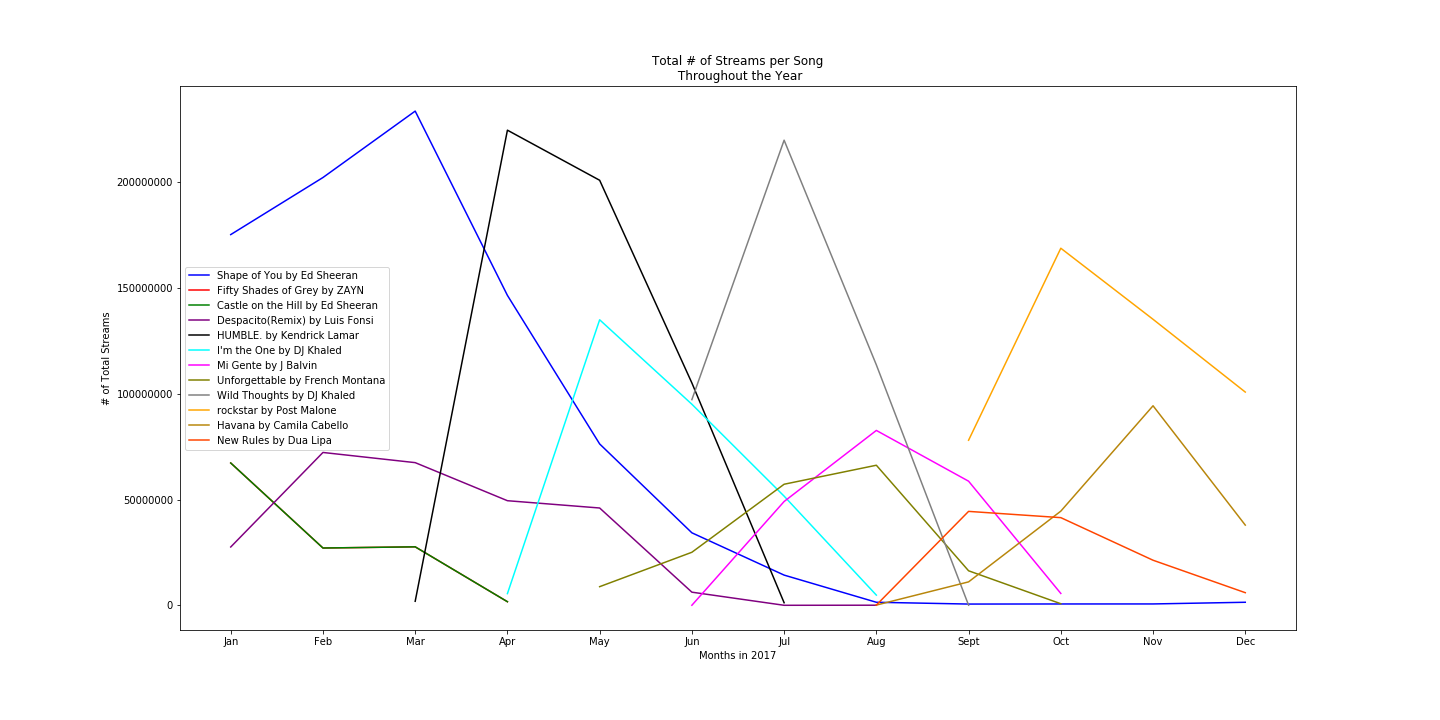 Total # of Streams per Song
Throughout the Year
# of Total Streams
200000000
150000000
100000000
50000000
0
Shape of You by Ed Sheeran
Fifty Shades of Grey by ZAYN
Castle on the Hill by Ed Sheeran
Despacito(Remix) by Luis Fonsi
HUMBLE. by Kendrick Lamar
I'm the One by DJ Khaled
Mi Gente by J Balvin
Unforgettable by French Montana
Wild Thoughts by DJ Khaled
rockstar by Post Malone
Havana by Camila Cabello
New Rules by Dua Lipa
Jan Feb Mar Apr May Jun Jul Aug Sept Oct Nov Dec
Months in 2017